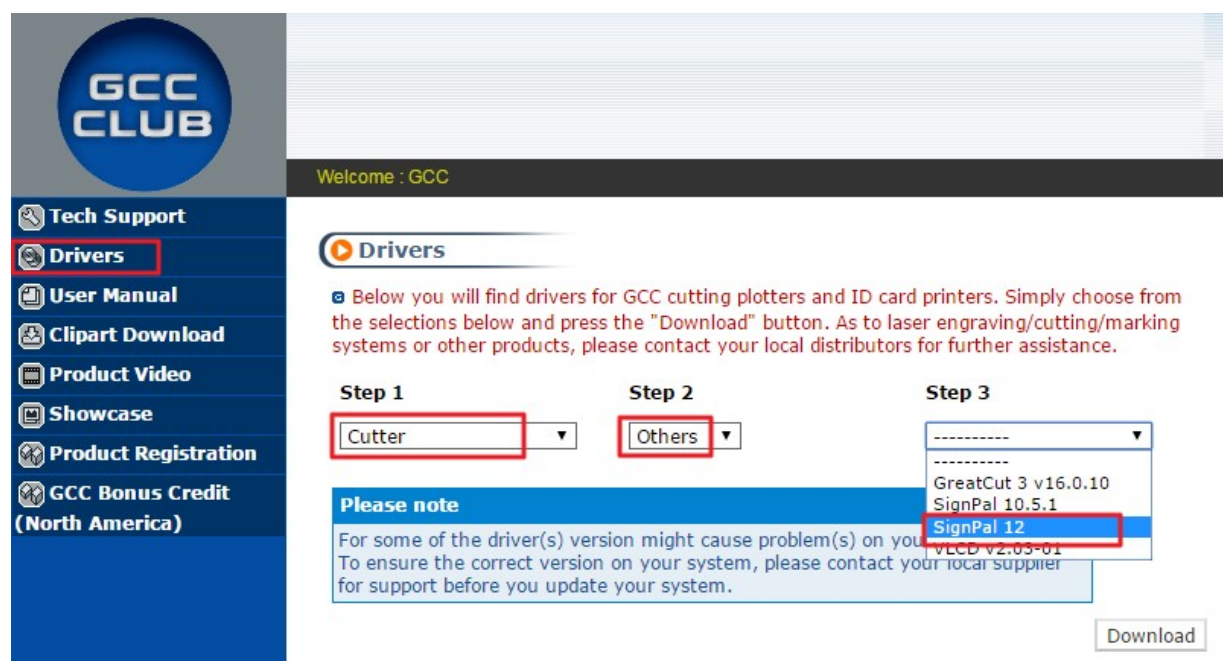 GCC
CLUB
Welcome : GCC
Tech Support
Drivers
User Manual
Clipart Download
Product Video
Showcase
Product Registration
GCC Bonus Credit
(North America)
Drivers
Below you will find drivers for GCC cutting plotters and ID card printers. Simply choose from
the selections below and press the "Download" button. As to laser engraving/cutting/marking
systems or other products, please contact your local distributors for further assistance.
Step 1
Step 2
Step 3
Cutter
Others
----------
----------
GreatCut 3 v16.0.10
SignPal 10.5.1
SignPal 12
VLCD v2.03-01
Please note
For some of the driver(s) version might cause problem(s) on
To ensure the correct version on your system, please contact your local supplier
for support before you update your system.
Download